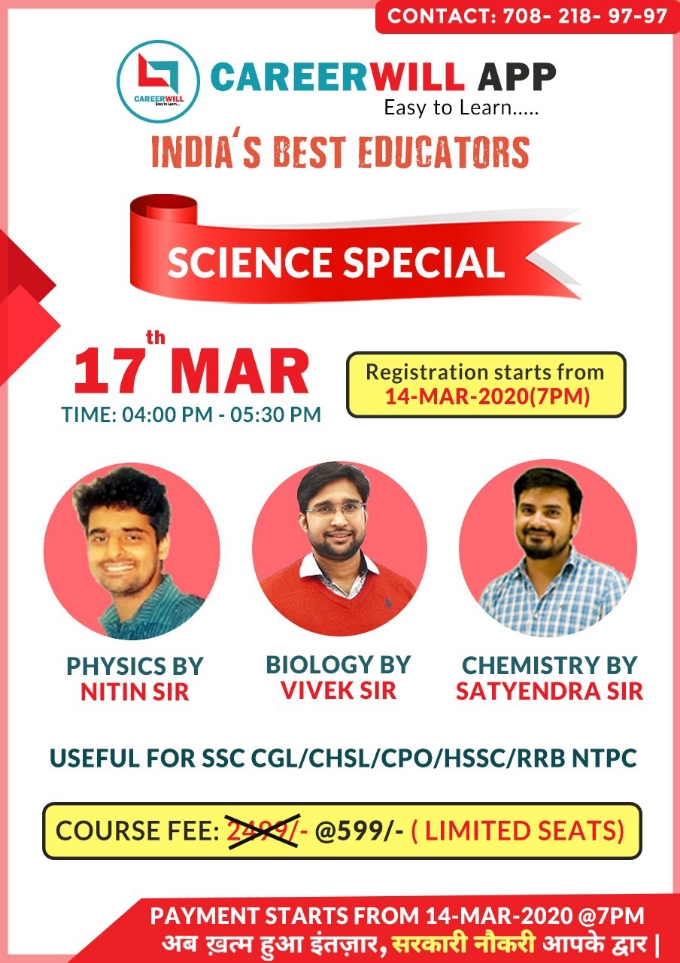 CONTACT: 708- 218- 97-97
CAREERWILL APP
Easy to Learn.....
CAREERWILL
Easy to Learn...
INDIA'S BEST EDUCATORS
SCIENCE SPECIAL
17th MAR
TIME: 04:00 PM - 05:30 PM
Registration starts from
14-MAR-2020(7PM)
PHYSICS BY
NITIN SIR
BIOLOGY BY
VIVEK SIR
CHEMISTRY BY
SATYENDRA SIR
USEFUL FOR SSC CGL/CHSL/CPO/HSSC/RRB NTPC
COURSE FEE: 2499/- @599/- ( LIMITED SEATS)
PAYMENT STARTS FROM 14-MAR-2020 @7PM
अब ख़त्म हुआ इंतज़ार, सरकारी नौकरी आपके द्वार |